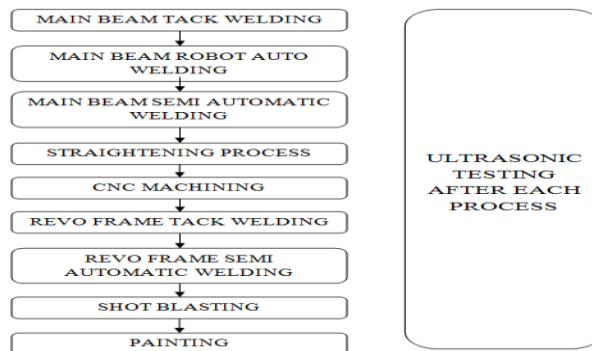 MAIN BEAM TACK WELDING
MAIN BEAM ROBOT AUTO
WELDING
MAIN BEAM SEMI AUTOMATIC
WELDING
STRAIGHTENING PROCESS
CNC MACHINING
REVO FRAME TACK WELDING
REVO FRAME SEMI
AUTOMATIC WELDING
SHOT BLASTING
PAINTING
ULTRASONIC
TESTING
AFTER EACH
PROCESS